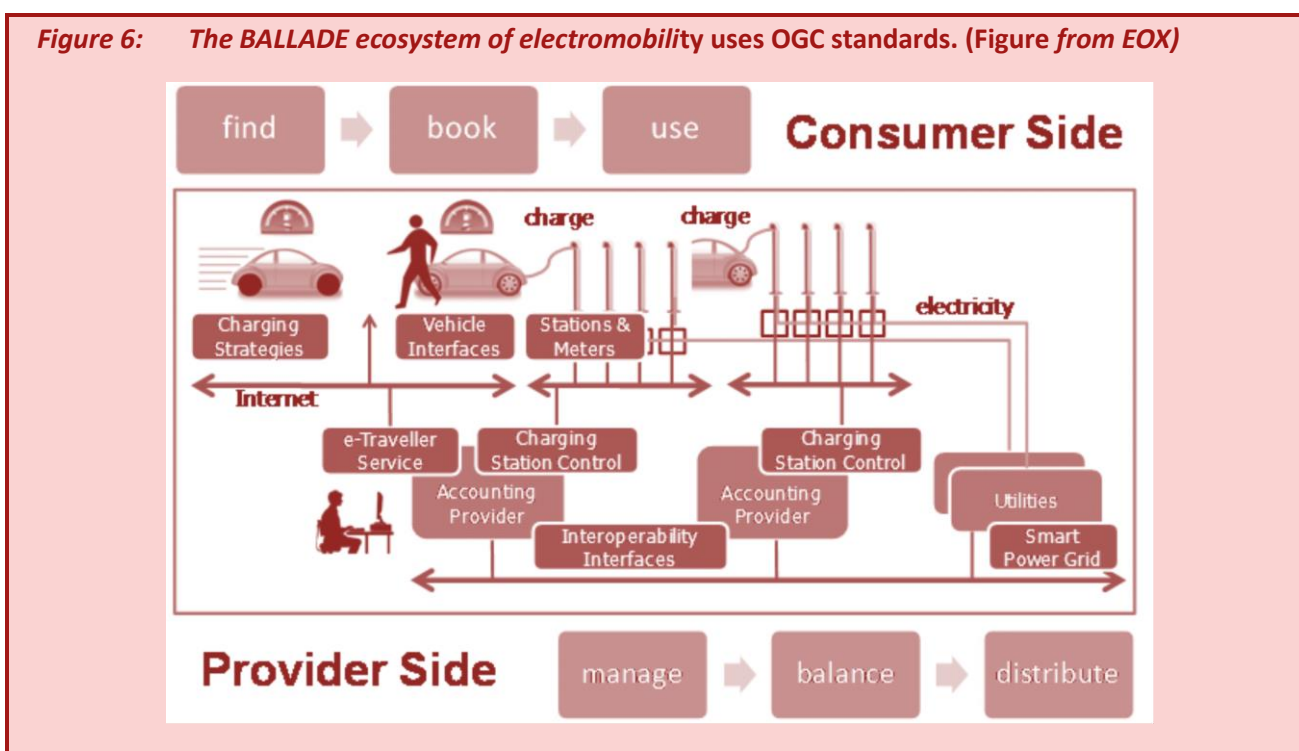 Figure 6: The BALLADE ecosystem of electromobility uses OGC standards. (Figure from EOX)
find
book
use
Consumer Side
charge
charge
electricity
Charging
Strategies
Vehicle
Interfaces
Stations &
Meters
Internet
e-Traveller
Service
Charging
Station Control
Charging
Station Control
Accounting
Provider
Accounting
Provider
Utilities
Interoperability
Interfaces
Smart
Power Grid
Provider Side
manage
balance
distribute